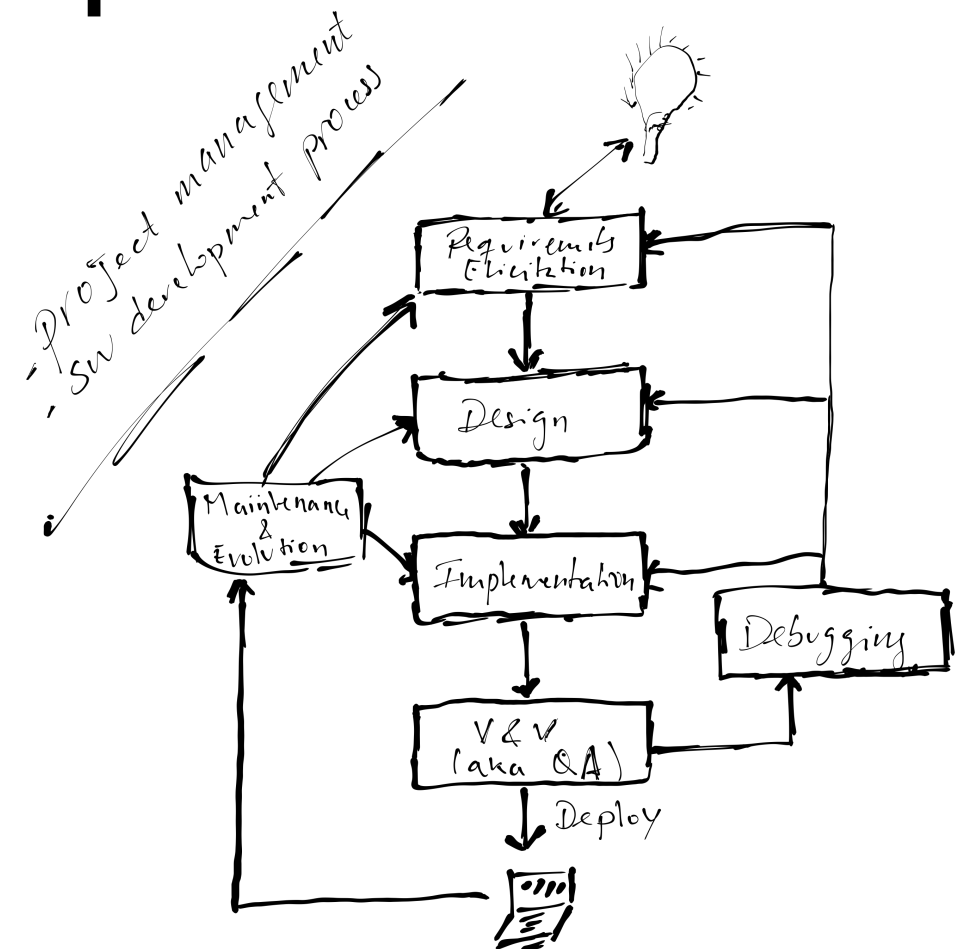 - Project management
- SW development process
Requirements
Elicitation
Design
Maintenance
&
Evolution
Implementation
Debugging
V & V
(aka QA)
Deploy